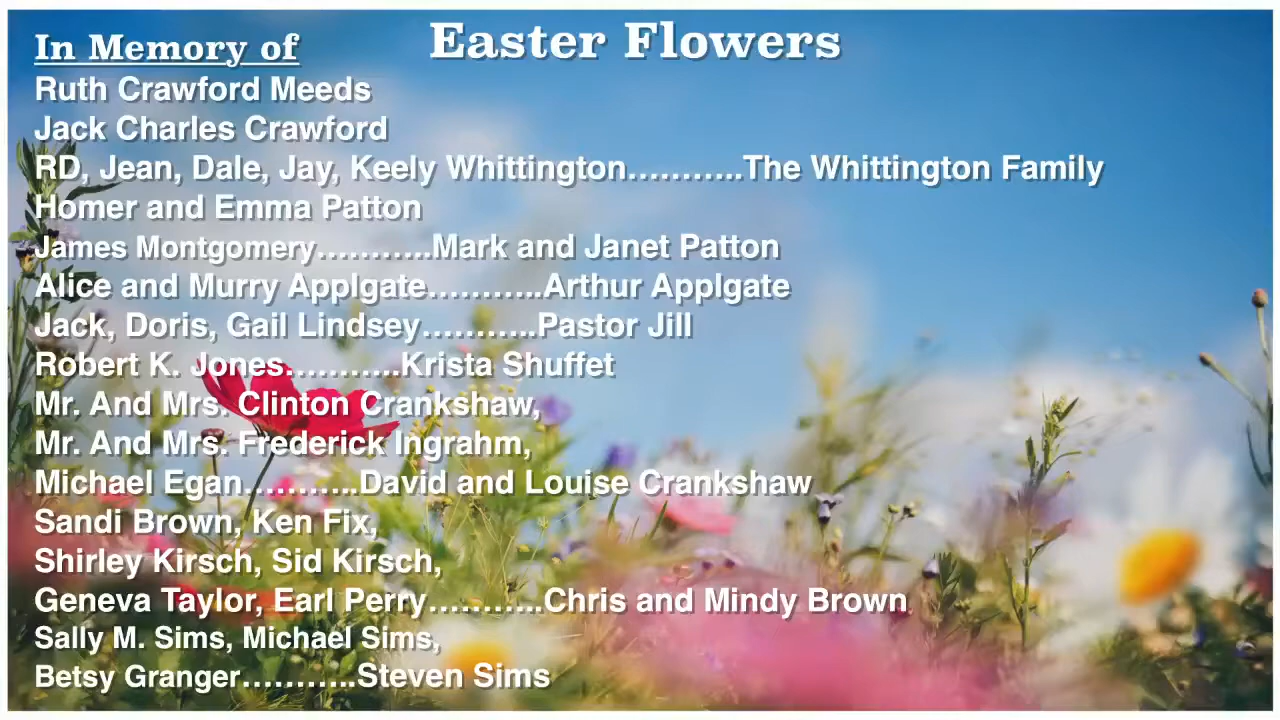 Easter Flowers
In Memory of
Ruth Crawford Meeds
Jack Charles Crawford
RD, Jean, Dale, Jay, Keely Whittington………..The Whittington Family
Homer and Emma Patton
James Montgomery………..Mark and Janet Patton
Alice and Murry Applgate………..Arthur Applgate
Jack, Doris, Gail Lindsey………..Pastor Jill
Robert K. Jones………..Krista Shuffet
Mr. And Mrs. Clinton Crankshaw,
Mr. And Mrs. Frederick Ingrahm,
Michael Egan………..David and Louise Crankshaw
Sandi Brown, Ken Fix,
Shirley Kirsch, Sid Kirsch,
Geneva Taylor, Earl Perry………..Chris and Mindy Brown
Sally M. Sims, Michael Sims,
Betsy Granger………..Steven Sims